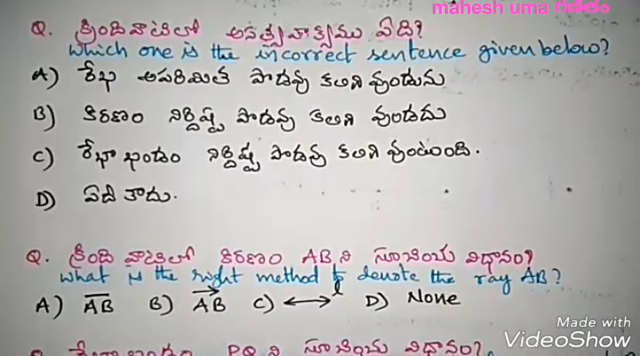 mahesh uma గణితం
Q. క్రింది వాటిలో అసత్య వాక్యము ఏది?
which one is the incorrect sentence given below?
A) రేఖ అపరిమిత పొడవు కలిగి వుండును
B) కిరణం నిర్దిష్ట పొడవు కలిగి వుండదు
C) రేఖా ఖండం నిర్దిష్ట పొడవు కలిగి వుంటుంది.
D) ఏదీ కాదు.
Q. క్రింది వాటిలో కిరణం AB ని సూచించు విధానం?
what is the right method to denote the ray AB?
A) A̅B̅ B) AB→ C) ⟷ l D) None
Q. రేఖా ఖండం PQ ని సూచించు విధానం?
Made with
VideoShow